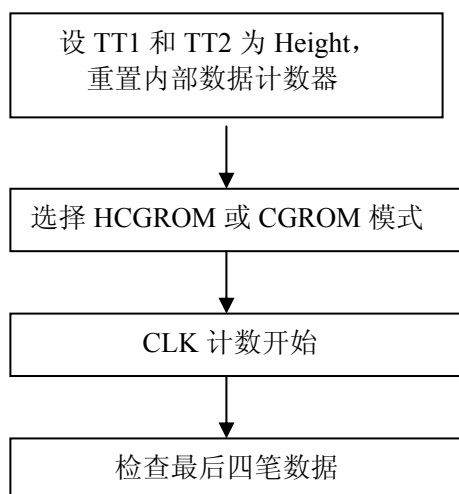 设 TT1 和 TT2 为 Height，
重置内部数据计数器
选择 HCGROM 或 CGROM 模式
CLK 计数开始
检查最后四笔数据